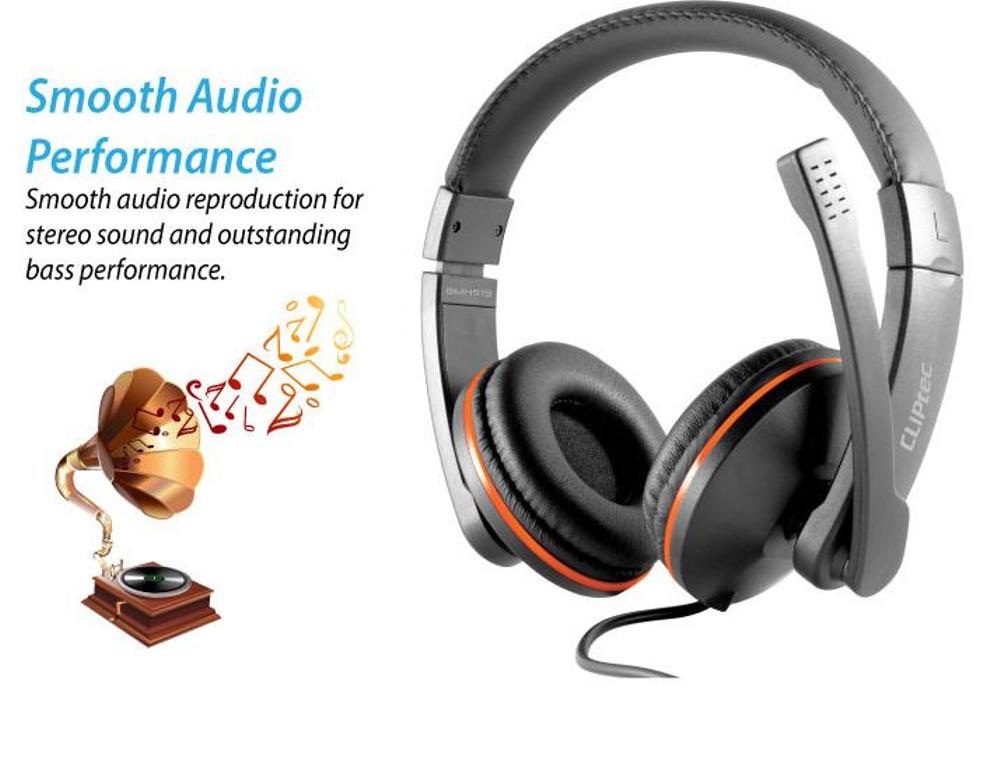 Smooth Audio
Performance
Smooth audio reproduction for
stereo sound and outstanding
bass performance.
L
BMH519
CLiPtec